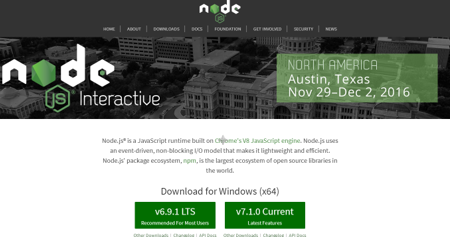 node
JS
HOME | ABOUT | DOWNLOADS | DOCS | FOUNDATION | GET INVOLVED | SECURITY | NEWS
node
JS Interactive
NORTH AMERICA
Austin, Texas
Nov 29–Dec 2, 2016
Node.js® is a JavaScript runtime built on Chrome's V8 JavaScript engine. Node.js uses
an event-driven, non-blocking I/O model that makes it lightweight and efficient.
Node.js' package ecosystem, npm, is the largest ecosystem of open source libraries in
the world.
Download for Windows (x64)
v6.9.1 LTS
Recommended For Most Users
v7.1.0 Current
Latest Features
Other Downloads | Changelog | API Docs
Other Downloads | Changelog | API Docs